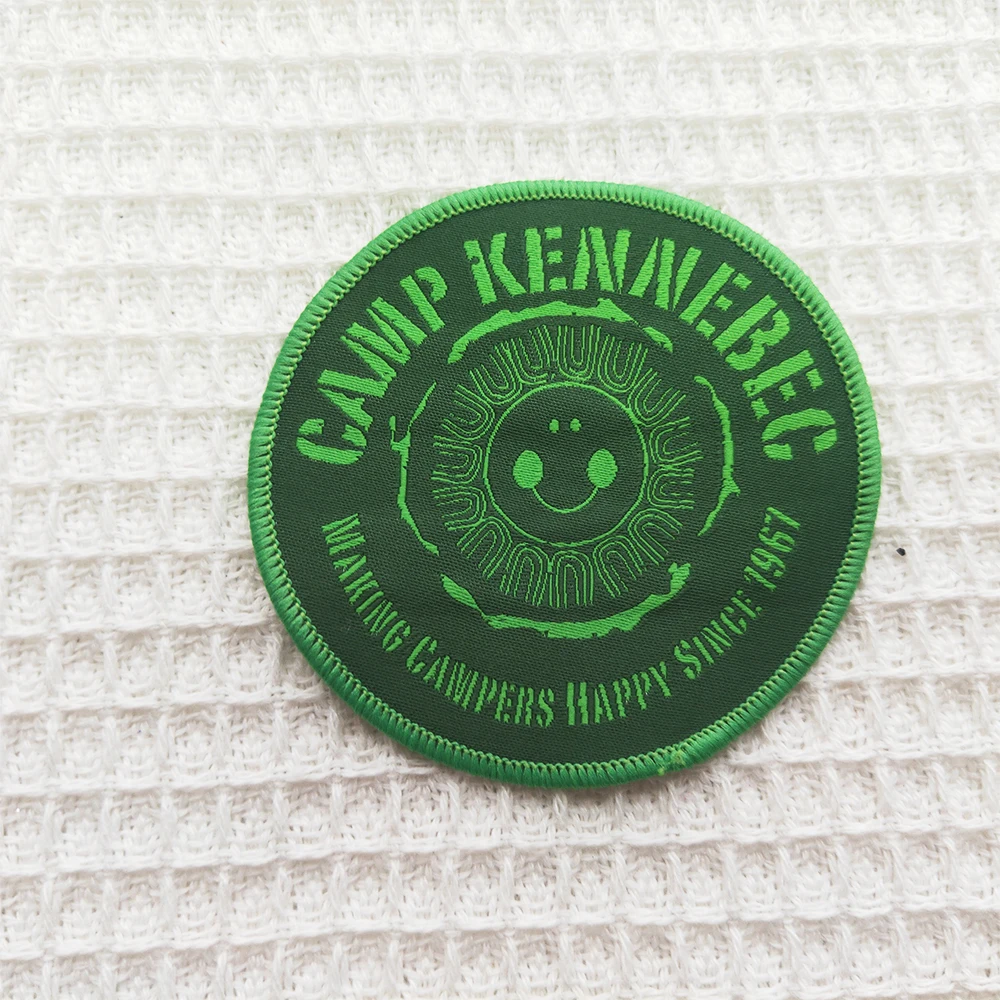 CAMP KENNEBEC
MAKING CAMPERS HAPPY SINCE 1967